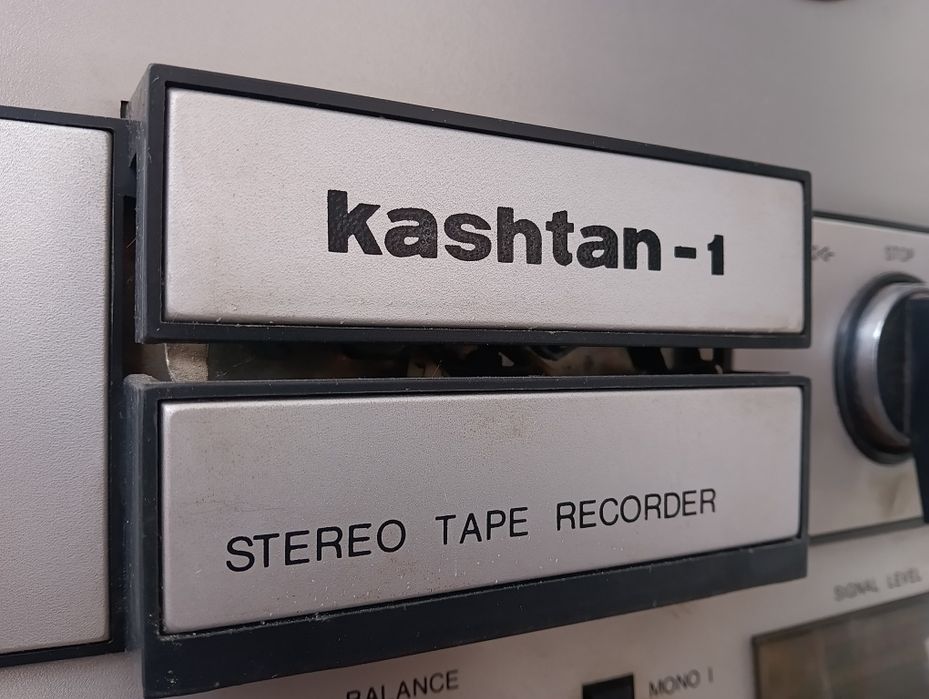 kashtan-1
STOP
STEREO TAPE RECORDER
SIGNAL LEVEL
BALANCE
MONO I